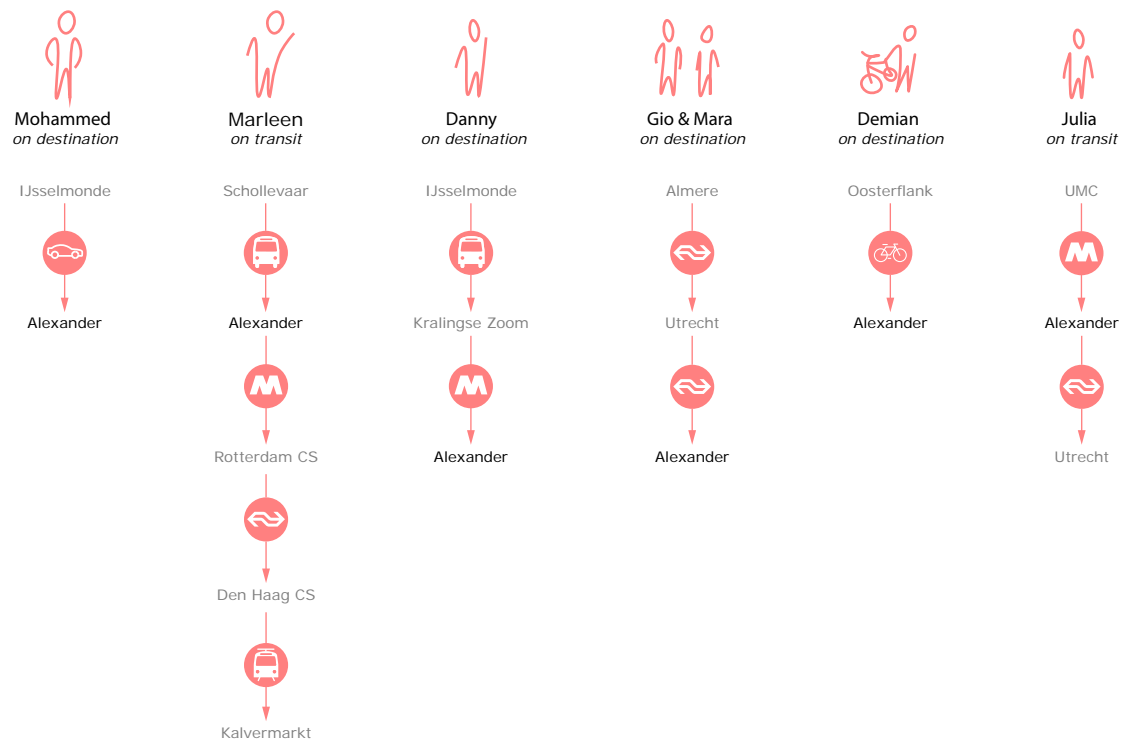 Mohammed
on destination
IJsselmonde
Alexander
Marleen
on transit
Schollevaar
Alexander
Rotterdam CS
Den Haag CS
Kalvermarkt
Danny
on destination
IJsselmonde
Kralingse Zoom
Alexander
Gio & Mara
on destination
Almere
Utrecht
Alexander
Demian
on destination
Oosterflank
Alexander
Julia
on transit
UMC
Alexander
Utrecht